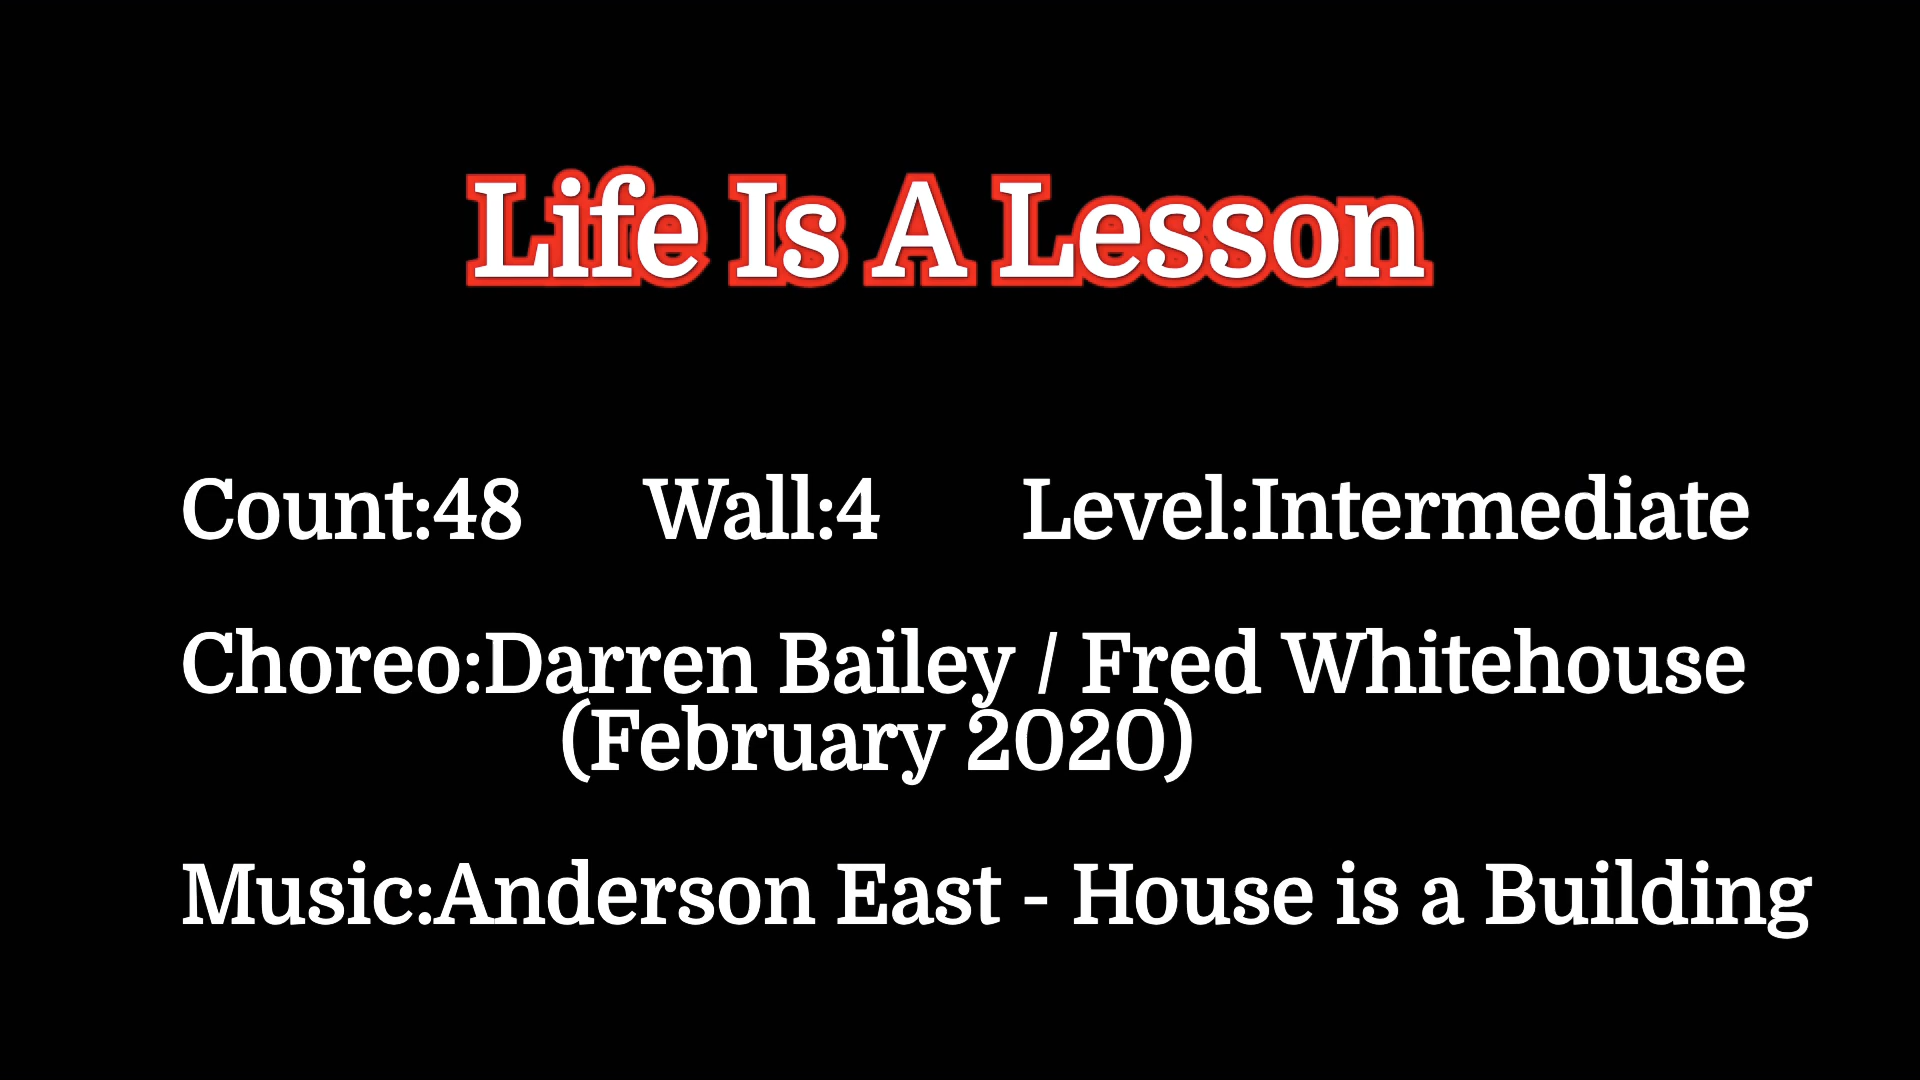 Life Is A Lesson
Count:48 Wall:4 Level:Intermediate
Choreo:Darren Bailey / Fred Whitehouse
(February 2020)
Music:Anderson East - House is a Building